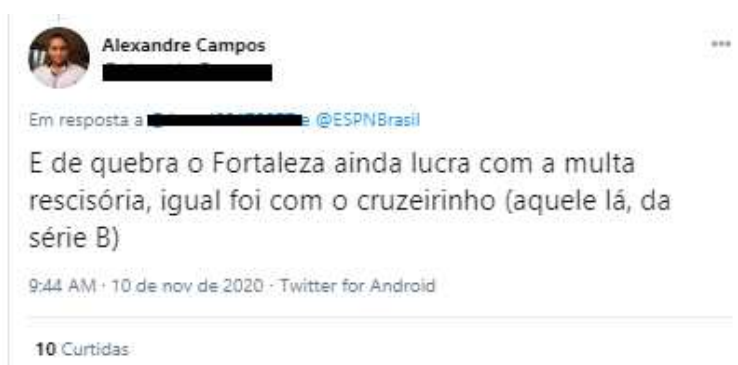 Alexandre Campos
Em resposta a e @ESPNBrasil
E de quebra o Fortaleza ainda lucra com a multa
rescisória, igual foi com o cruzeirinho (aquele lá, da
série B)
9:44 AM · 10 de nov de 2020 · Twitter for Android
10 Curtidas